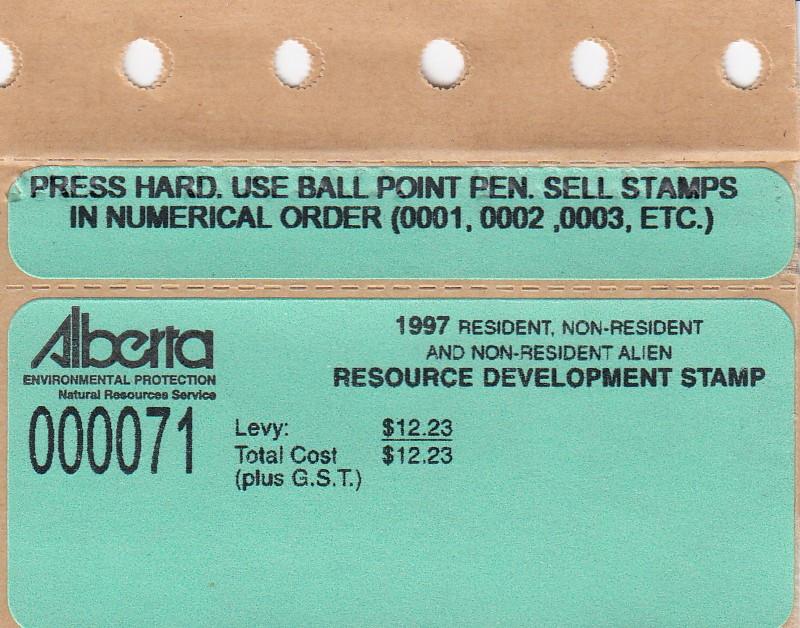 PRESS HARD. USE BALL POINT PEN. SELL STAMPS
IN NUMERICAL ORDER (0001, 0002 ,0003, ETC.)
Alberta
ENVIRONMENTAL PROTECTION
Natural Resources Service
000071
1997 RESIDENT, NON-RESIDENT
AND NON-RESIDENT ALIEN
RESOURCE DEVELOPMENT STAMP
Levy: $12.23
Total Cost $12.23
(plus G.S.T.)